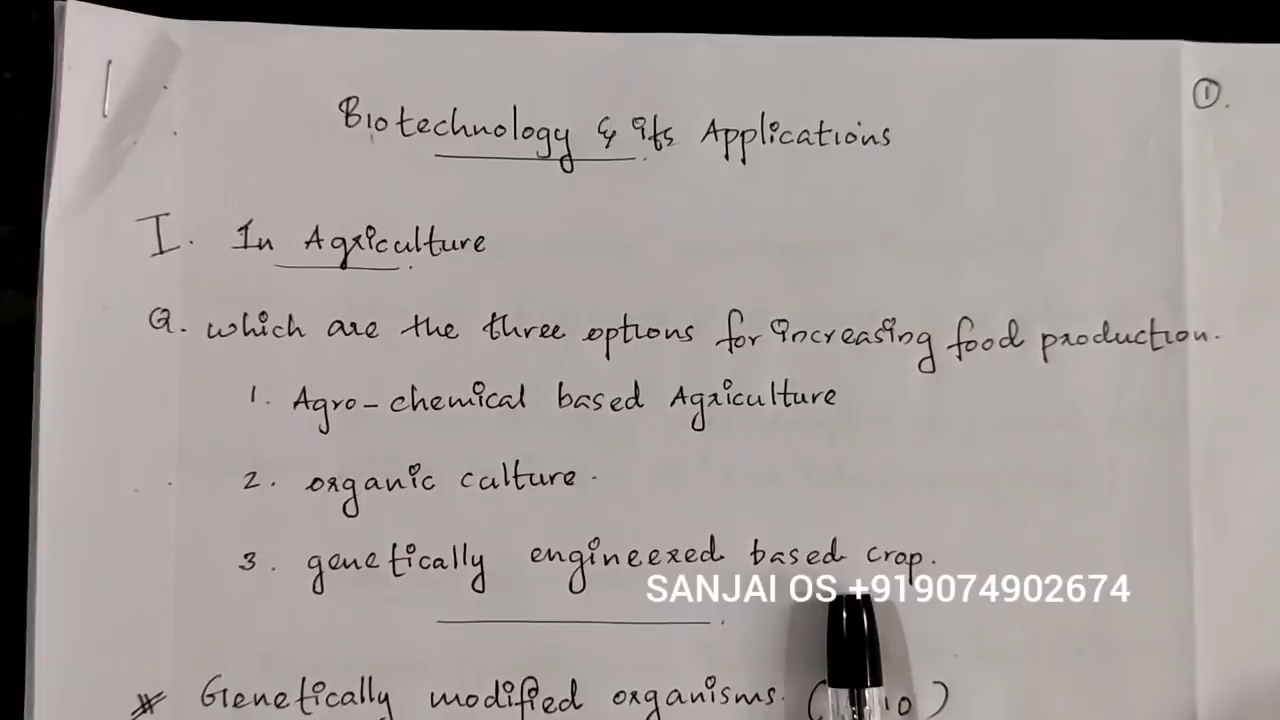 ①.
Biotechnology & its Applications
I. In Agriculture
Q. which are the three options for increasing food production.
1. Agro-chemical based Agriculture
2. organic culture.
3. genetically engineered based crop.
SANJAI OS +919074902674
* Genetically modified organisms. (